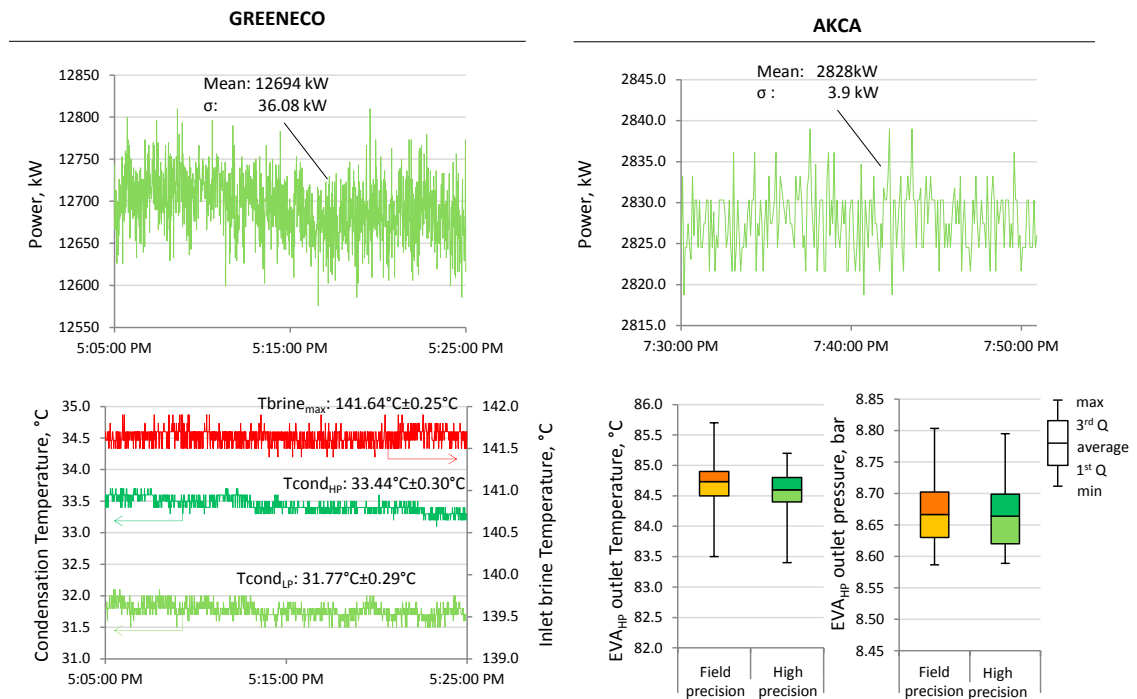 GREENECO
Power, kW
12850
12800
12750
12700
12650
12600
12550
Mean: 12694 kW
σ: 36.08 kW
5:05:00 PM 5:15:00 PM 5:25:00 PM
AKCA
Power, kW
2845.0
2840.0
2835.0
2830.0
2825.0
2820.0
2815.0
Mean: 2828kW
σ : 3.9 kW
7:30:00 PM 7:40:00 PM 7:50:00 PM
Condensation Temperature, °C
35.0
34.5
34.0
33.5
33.0
32.5
32.0
31.5
31.0
Tbrinemax: 141.64°C±0.25°C
TcondHP: 33.44°C±0.30°C
TcondLP: 31.77°C±0.29°C
142.0
141.5
141.0
140.5
140.0
139.5
139.0
Inlet brine Temperature, °C
5:05:00 PM 5:15:00 PM 5:25:00 PM
EVAHP outlet Temperature, °C
86.0
85.5
85.0
84.5
84.0
83.5
83.0
82.5
82.0
Field precision
High precision
EVAHP outlet pressure, bar
8.85
8.80
8.75
8.70
8.65
8.60
8.55
8.50
8.45
Field precision
High precision
max
3rd Q
average
1st Q
min